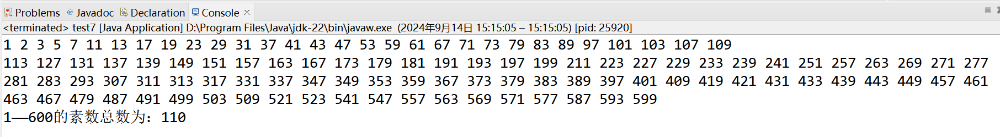 Problems @ Javadoc Declaration Console ×
<terminated> test7 [Java Application] D:\Program Files\Java\jdk-22\bin\javaw.exe (2024年9月14日 15:15:05 – 15:15:05) [pid: 25920]
1 2 3 5 7 11 13 17 19 23 29 31 37 41 43 47 53 59 61 67 71 73 79 83 89 97 101 103 107 109
113 127 131 137 139 149 151 157 163 167 173 179 181 191 193 197 199 211 223 227 229 233 239 241 251 257 263 269 271 277
281 283 293 307 311 313 317 331 337 347 349 353 359 367 373 379 383 389 397 401 409 419 421 431 433 439 443 449 457 461
463 467 479 487 491 499 503 509 521 523 541 547 557 563 569 571 577 587 593 599
1——600的素数总数为：110